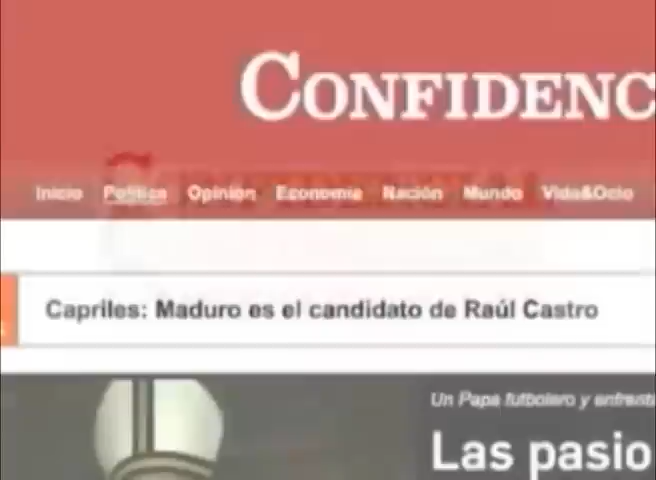 CONFIDENC
Inicio Política Opinión Economía Nación Mundo Vida&Ocio
Capriles: Maduro es el candidato de Raúl Castro
Un Papa futbolero y enfrent
Las pasio